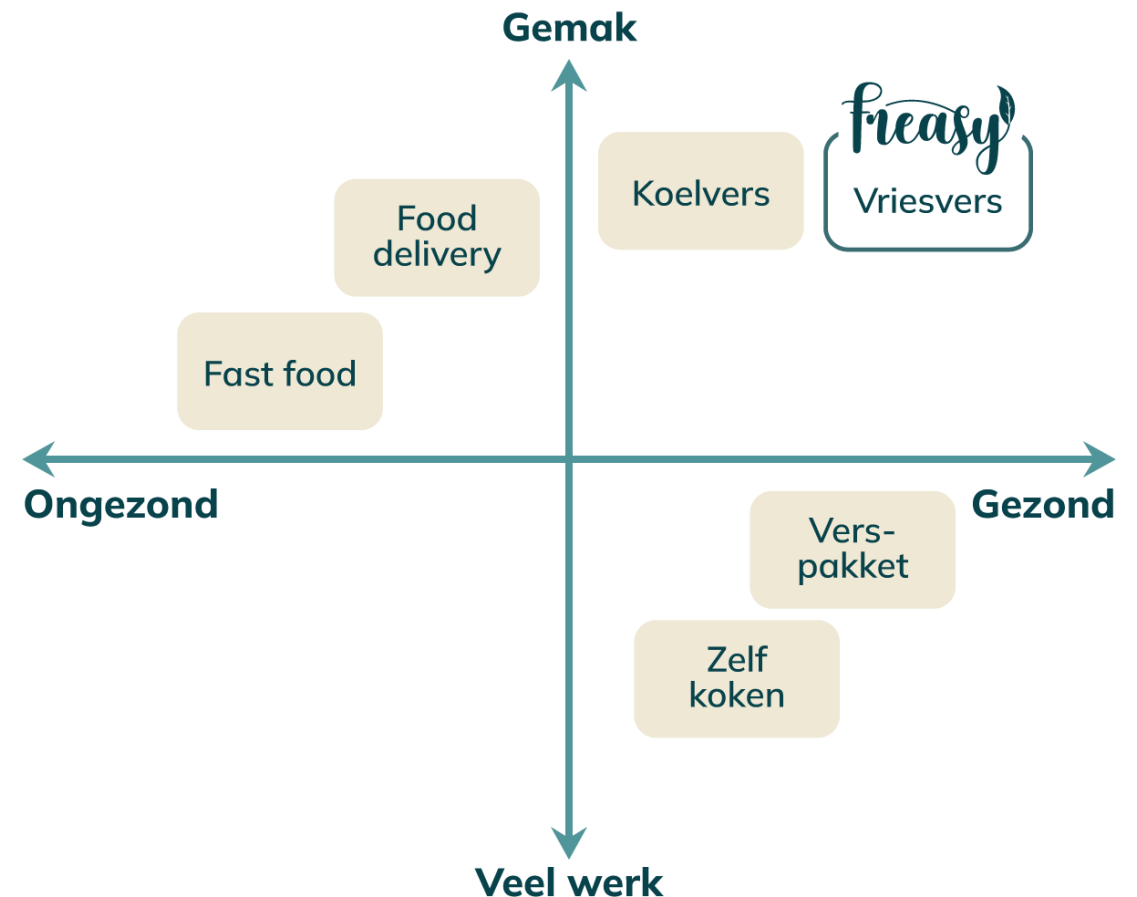 Gemak
freasy
Koelvers
Vriesvers
Food
delivery
Fast food
Ongezond
Gezond
Vers-
pakket
Zelf
koken
Veel werk